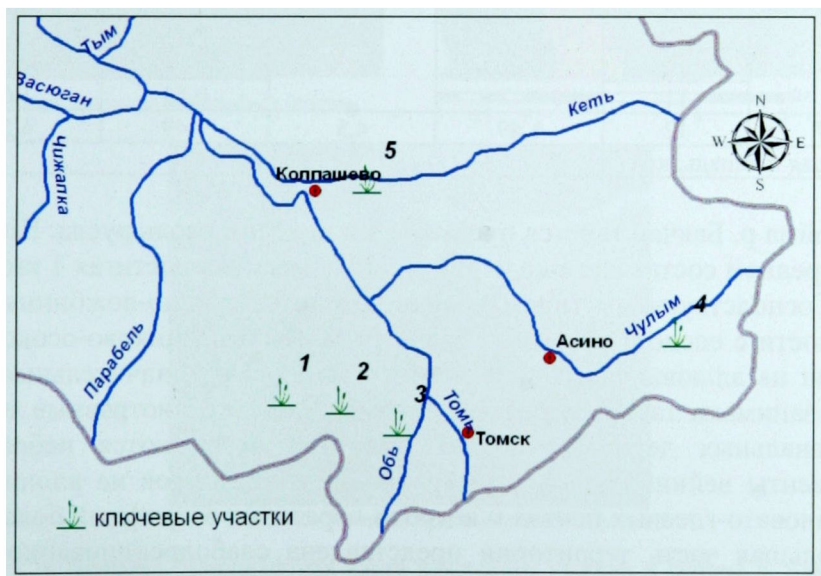 Тым
Васюган
Кеть
N
W E
S
5
Чижапка
Колпашево
4
Чулым
Асино
Парабель
1
2
3
Томь
Томск
Обь
ключевые участки